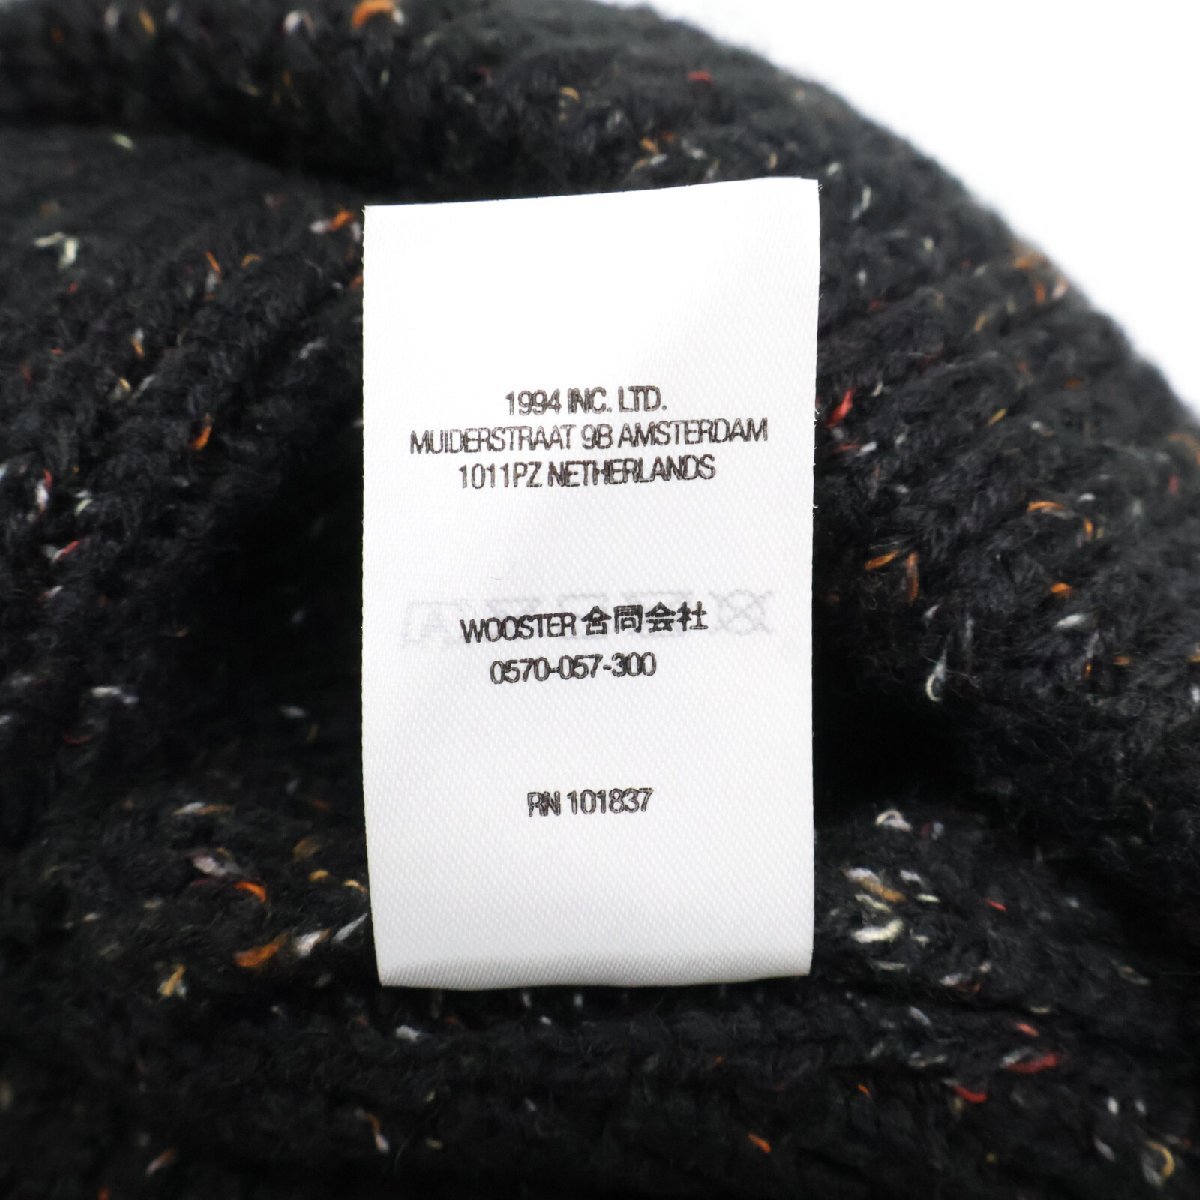 1994 INC. LTD.
MUIDERSTRAAT 9B AMSTERDAM
1011PZ NETHERLANDS
WOOSTER 合同会社
0570-057-300
RN 101837